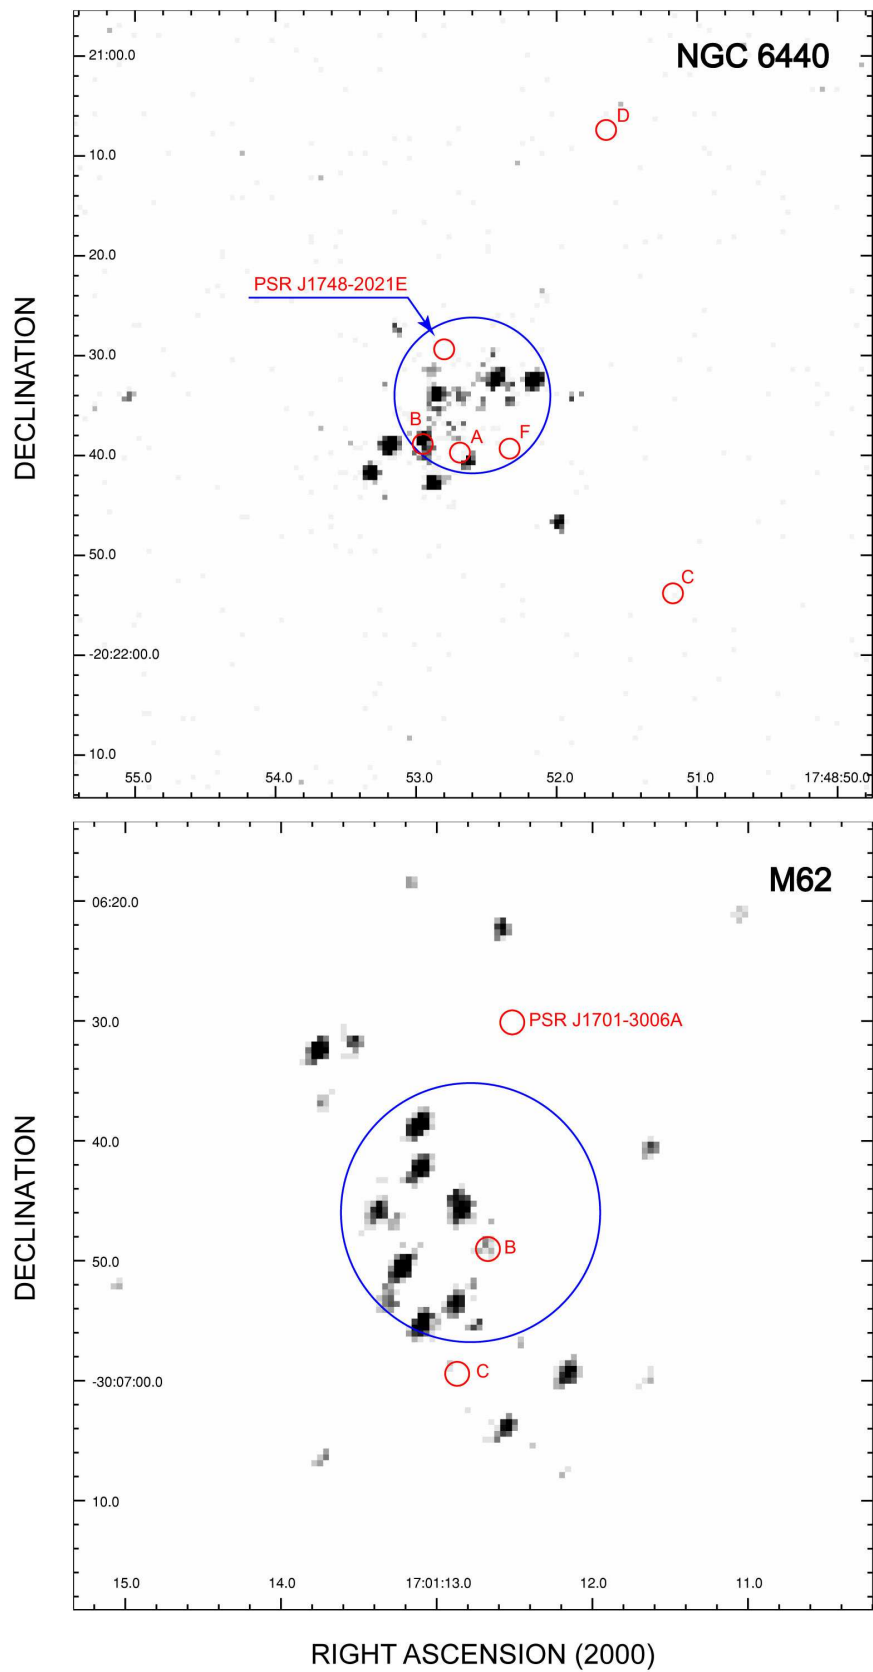 NGC 6440
21:00.0
D
10.0
20.0
PSR J1748-2021E
30.0
B
A
F
40.0
50.0
C
-20:22:00.0
10.0
55.0 54.0 53.0 52.0 51.0 17:48:50.0
DECLINATION
M62
06:20.0
30.0
PSR J1701-3006A
40.0
B
50.0
C
-30:07:00.0
10.0
15.0 14.0 17:01:13.0 12.0 11.0
DECLINATION
RIGHT ASCENSION (2000)